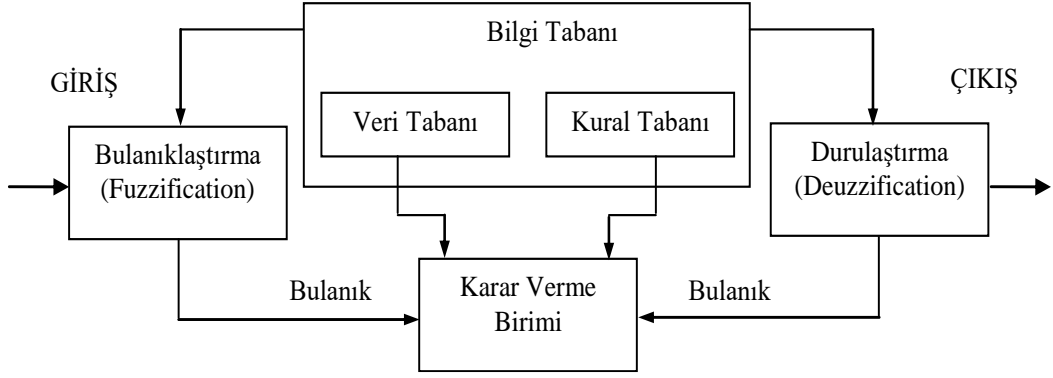 Bilgi Tabanı
GİRİŞ
ÇIKIŞ
Veri Tabanı
Kural Tabanı
Bulanıklaştırma
(Fuzzification)
Durulaştırma
(Deuzzification)
Bulanık
Karar Verme
Birimi
Bulanık